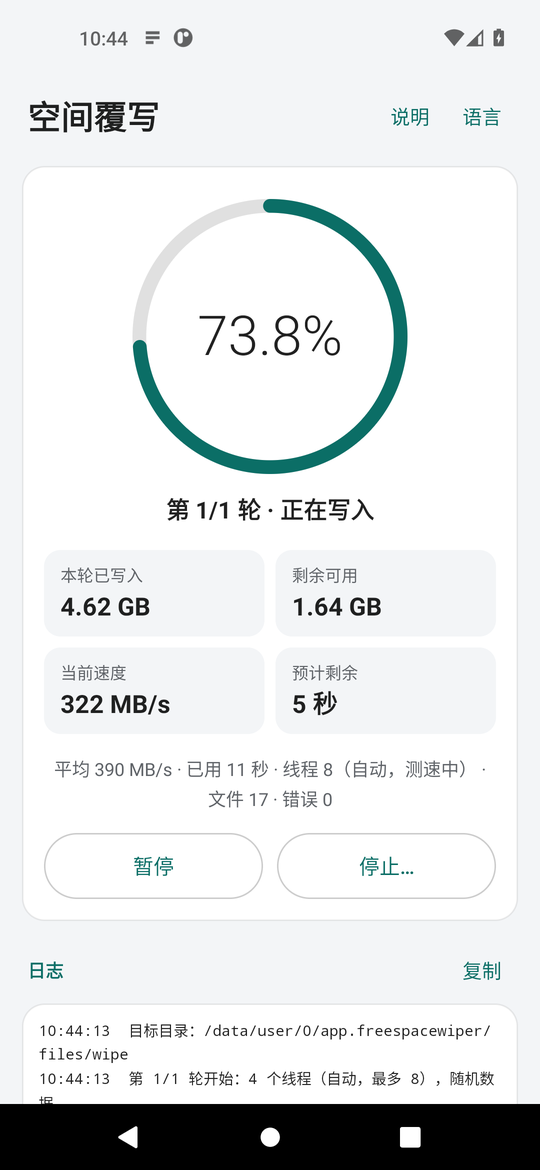 10:44
空间覆写
说明
语言
73.8%
第 1/1 轮 · 正在写入
本轮已写入
4.62 GB
剩余可用
1.64 GB
当前速度
322 MB/s
预计剩余
5 秒
平均 390 MB/s · 已用 11 秒 · 线程 8（自动，测速中） ·
文件 17 · 错误 0
暂停
停止…
日志
复制
10:44:13  目标目录：/data/user/0/app.freespacewiper/
files/wipe
10:44:13  第 1/1 轮开始：4 个线程（自动，最多 8），随机数
据